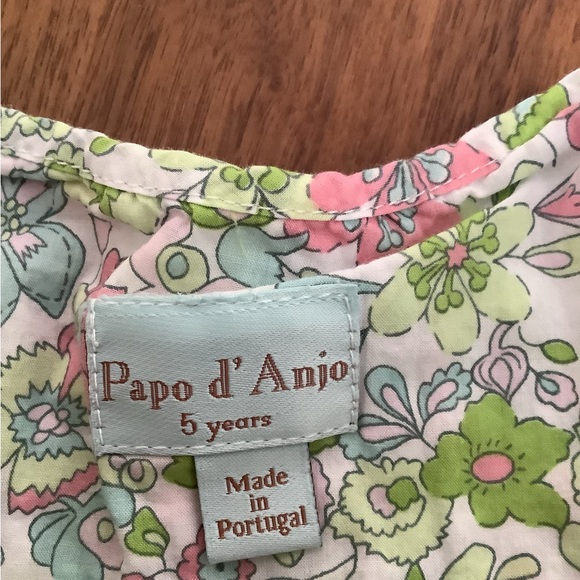 Papo d' Anjo
5 years
Made
in
Portugal